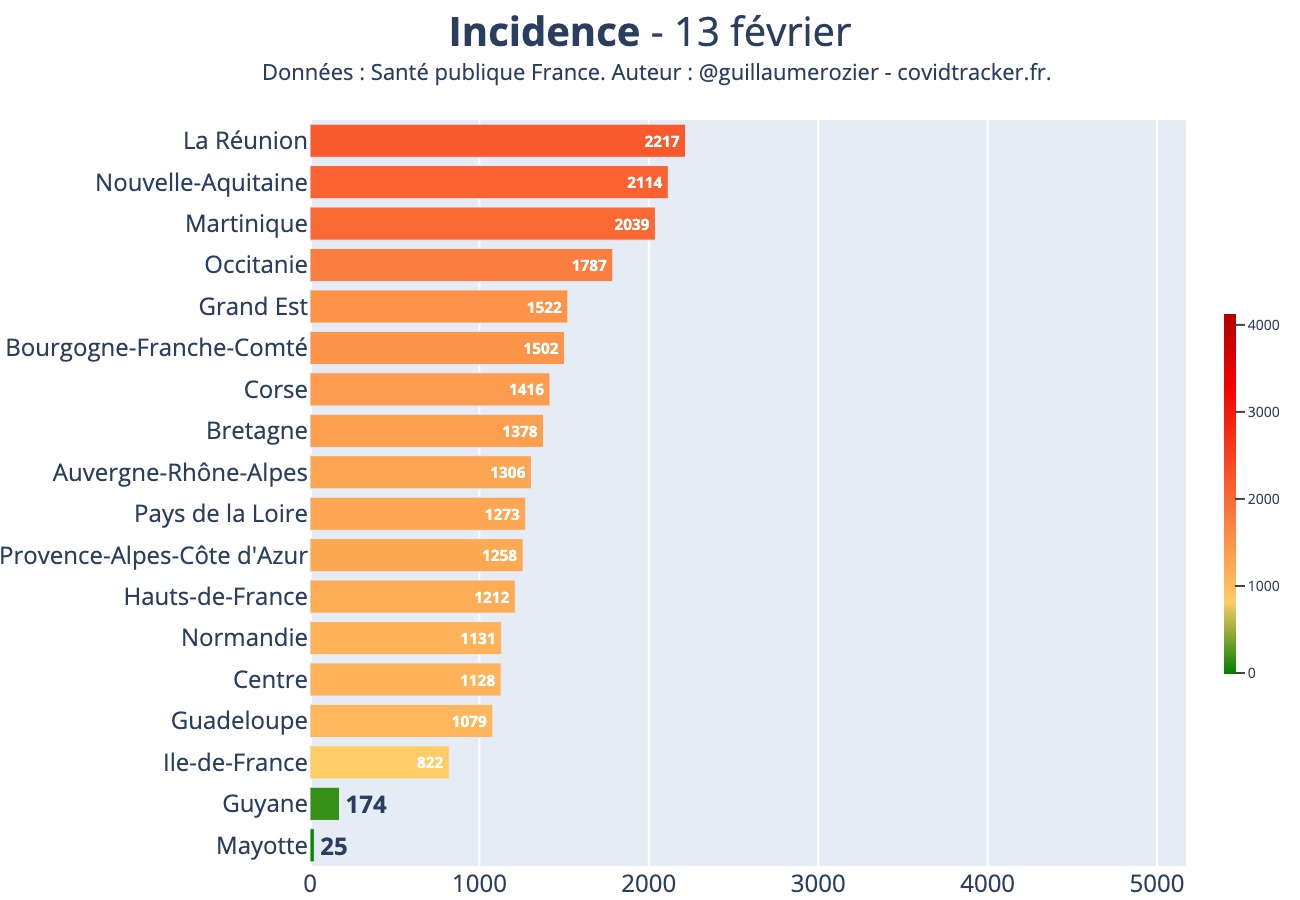 Incidence - 13 février
Données : Santé publique France. Auteur : @guillaumerozier - covidtracker.fr.
La Réunion 2217
Nouvelle-Aquitaine 2114
Martinique 2039
Occitanie 1787
Grand Est 1522
Bourgogne-Franche-Comté 1502
Corse 1416
Bretagne 1378
Auvergne-Rhône-Alpes 1306
Pays de la Loire 1273
Provence-Alpes-Côte d'Azur 1258
Hauts-de-France 1212
Normandie 1131
Centre 1128
Guadeloupe 1079
Ile-de-France 822
Guyane 174
Mayotte 25
0 1000 2000 3000 4000 5000
4000
3000
2000
1000
0